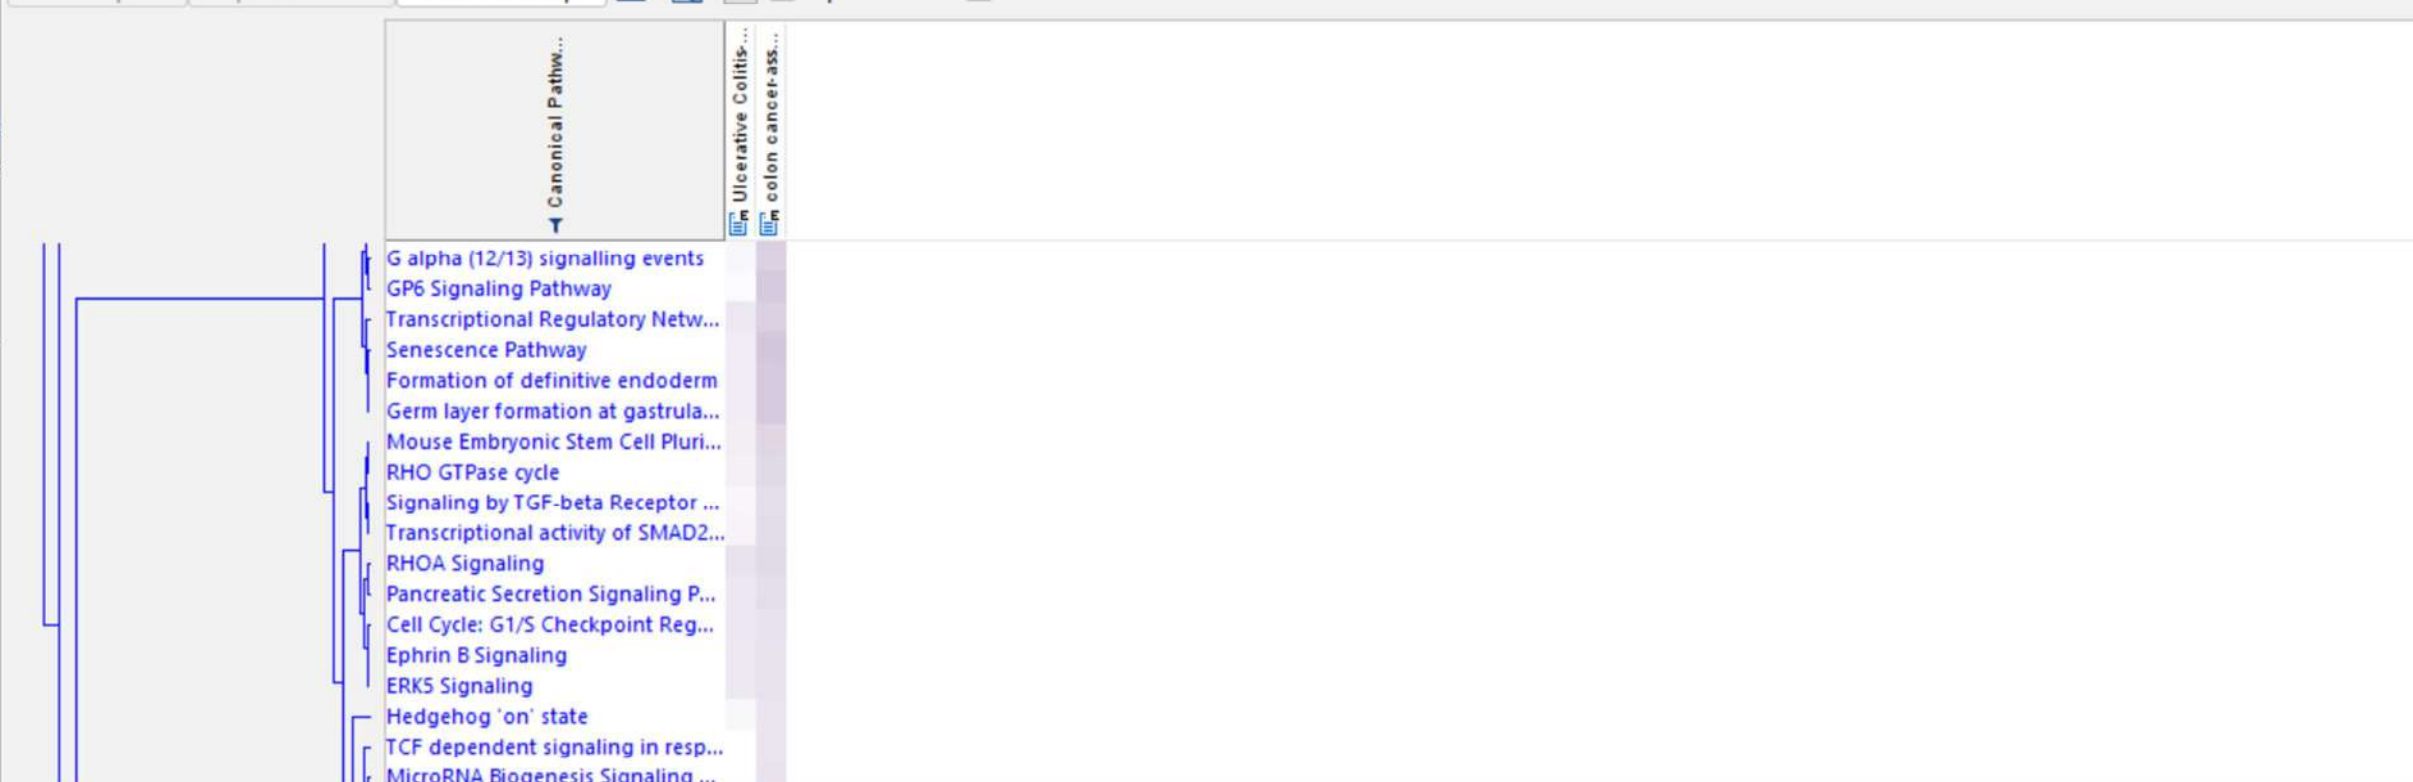 Canonical Pathw...
Ulcerative Colitis-...
colon cancer-ass...
G alpha (12/13) signalling events
GP6 Signaling Pathway
Transcriptional Regulatory Netw...
Senescence Pathway
Formation of definitive endoderm
Germ layer formation at gastrula...
Mouse Embryonic Stem Cell Pluri...
RHO GTPase cycle
Signaling by TGF-beta Receptor ...
Transcriptional activity of SMAD2...
RHOA Signaling
Pancreatic Secretion Signaling P...
Cell Cycle: G1/S Checkpoint Reg...
Ephrin B Signaling
ERK5 Signaling
Hedgehog 'on' state
TCF dependent signaling in resp...
MicroRNA Biogenesis Signaling ...